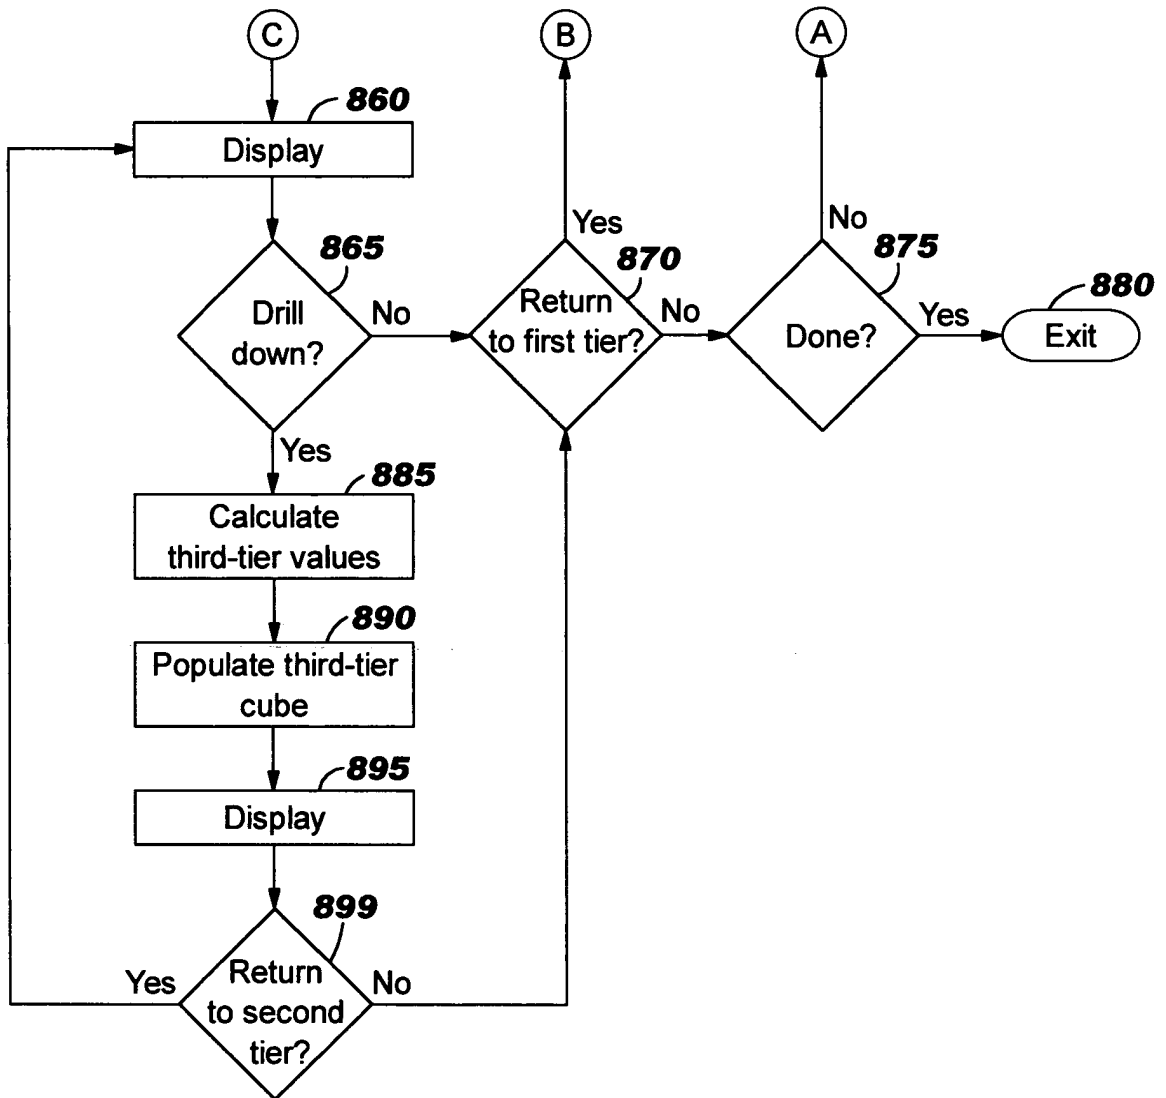 C
B
A
860
Display
865
Drill
down?
No
Yes
870
Return
to first tier?
Yes
No
875
Done?
No
Yes
880
Exit
885
Calculate
third-tier values
890
Populate third-tier
cube
895
Display
899
Return
to second
tier?
Yes
No